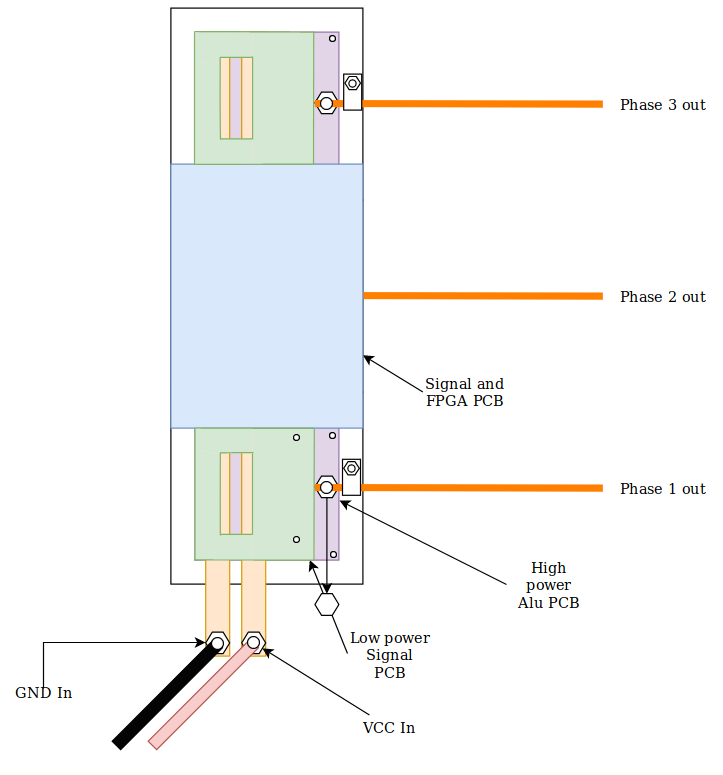 Phase 3 out
Phase 2 out
Signal and
FPGA PCB
Phase 1 out
High
power
Alu PCB
Low power
Signal
PCB
GND In
VCC In